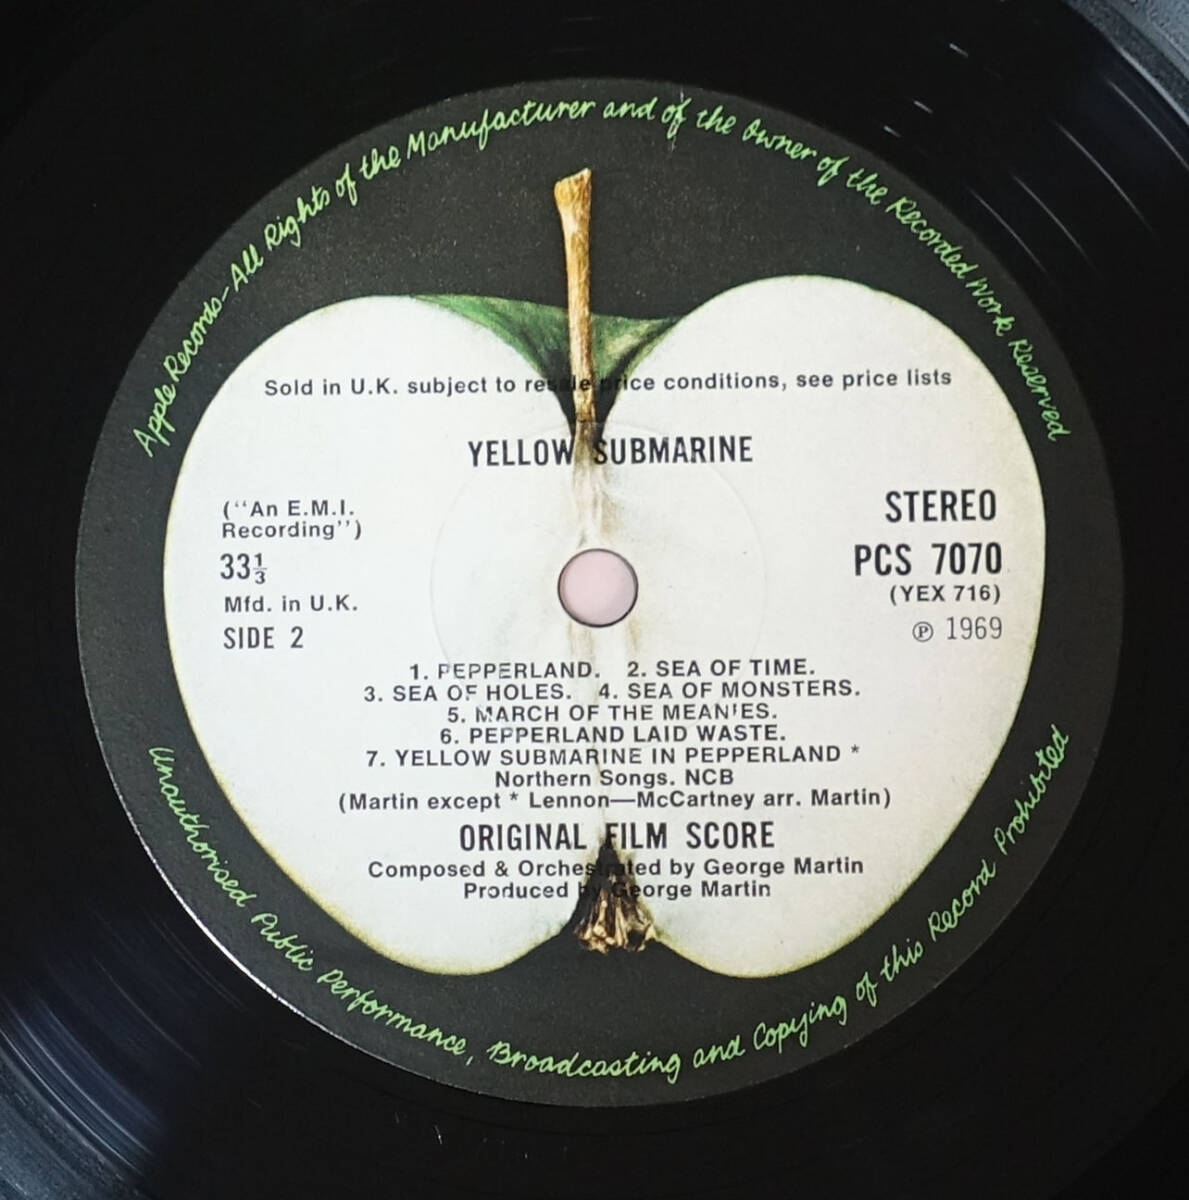 Apple Records—All Rights of the Manufacturer and of the Owner of the Recorded Work Reserved
Sold in U.K. subject to resale price conditions, see price lists
YELLOW SUBMARINE
(“An E.M.I.
Recording”)
33⅓
Mfd. in U.K.
SIDE 2
STEREO
PCS 7070
(YEX 716)
℗ 1969
1. PEPPERLAND. 2. SEA OF TIME.
3. SEA OF HOLES. 4. SEA OF MONSTERS.
5. MARCH OF THE MEANIES.
6. PEPPERLAND LAID WASTE.
7. YELLOW SUBMARINE IN PEPPERLAND *
Northern Songs. NCB
(Martin except * Lennon—McCartney arr. Martin)
ORIGINAL FILM SCORE
Composed & Orchestrated by George Martin
Produced by George Martin
Unauthorised Public Performance, Broadcasting and Copying of this Record Prohibited